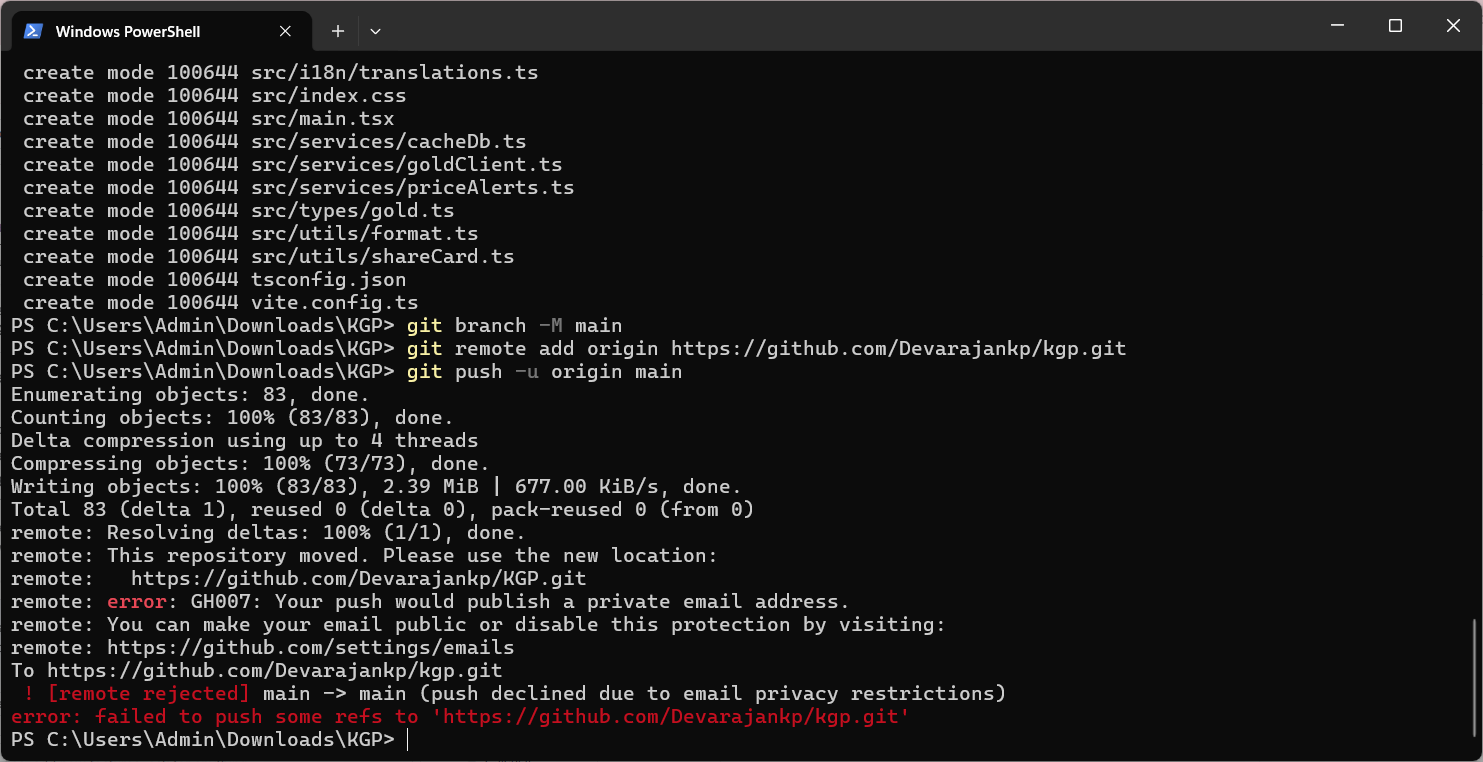 Windows PowerShell
create mode 100644 src/i18n/translations.ts
create mode 100644 src/index.css
create mode 100644 src/main.tsx
create mode 100644 src/services/cacheDb.ts
create mode 100644 src/services/goldClient.ts
create mode 100644 src/services/priceAlerts.ts
create mode 100644 src/types/gold.ts
create mode 100644 src/utils/format.ts
create mode 100644 src/utils/shareCard.ts
create mode 100644 tsconfig.json
create mode 100644 vite.config.ts
PS C:\Users\Admin\Downloads\KGP> git branch -M main
PS C:\Users\Admin\Downloads\KGP> git remote add origin https://github.com/Devarajankp/kgp.git
PS C:\Users\Admin\Downloads\KGP> git push -u origin main
Enumerating objects: 83, done.
Counting objects: 100% (83/83), done.
Delta compression using up to 4 threads
Compressing objects: 100% (73/73), done.
Writing objects: 100% (83/83), 2.39 MiB | 677.00 KiB/s, done.
Total 83 (delta 1), reused 0 (delta 0), pack-reused 0 (from 0)
remote: Resolving deltas: 100% (1/1), done.
remote: This repository moved. Please use the new location:
remote:   https://github.com/Devarajankp/KGP.git
remote: error: GH007: Your push would publish a private email address.
remote: You can make your email public or disable this protection by visiting:
remote: https://github.com/settings/emails
To https://github.com/Devarajankp/kgp.git
 ! [remote rejected] main -> main (push declined due to email privacy restrictions)
error: failed to push some refs to 'https://github.com/Devarajankp/kgp.git'
PS C:\Users\Admin\Downloads\KGP>